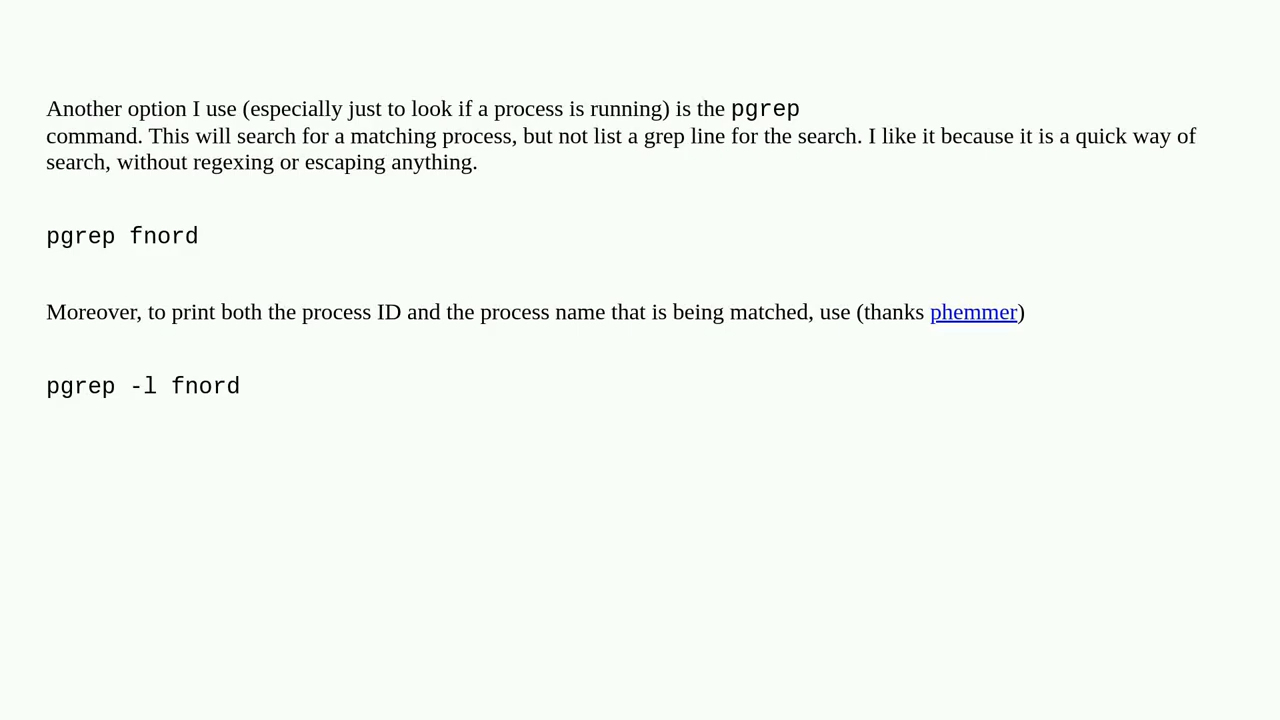 Another option I use (especially just to look if a process is running) is the pgrep
command. This will search for a matching process, but not list a grep line for the search. I like it because it is a quick way of
search, without regexing or escaping anything.
pgrep fnord
Moreover, to print both the process ID and the process name that is being matched, use (thanks phemmer)
pgrep -l fnord